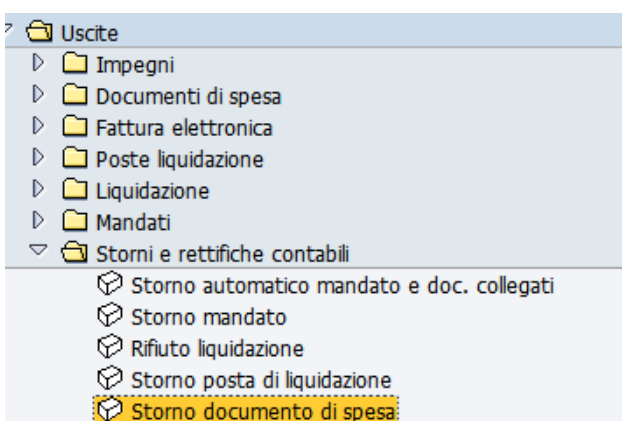 Uscite
Impegni
Documenti di spesa
Fattura elettronica
Poste liquidazione
Liquidazione
Mandati
Storni e rettifiche contabili
Storno automatico mandato e doc. collegati
Storno mandato
Rifiuto liquidazione
Storno posta di liquidazione
Storno documento di spesa